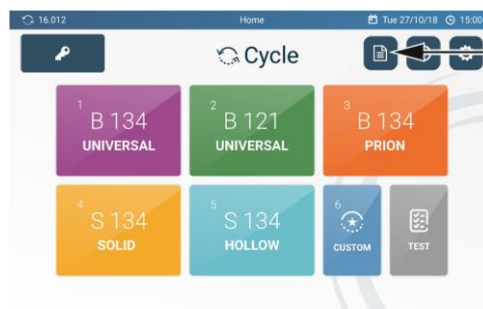 16.012 Home Tue 27/10/18 15:00
Cycle
1 2 3
B 134 B 121 B 134
UNIVERSAL UNIVERSAL PRION
4 5 6
S 134 S 134
SOLID HOLLOW CUSTOM TEST